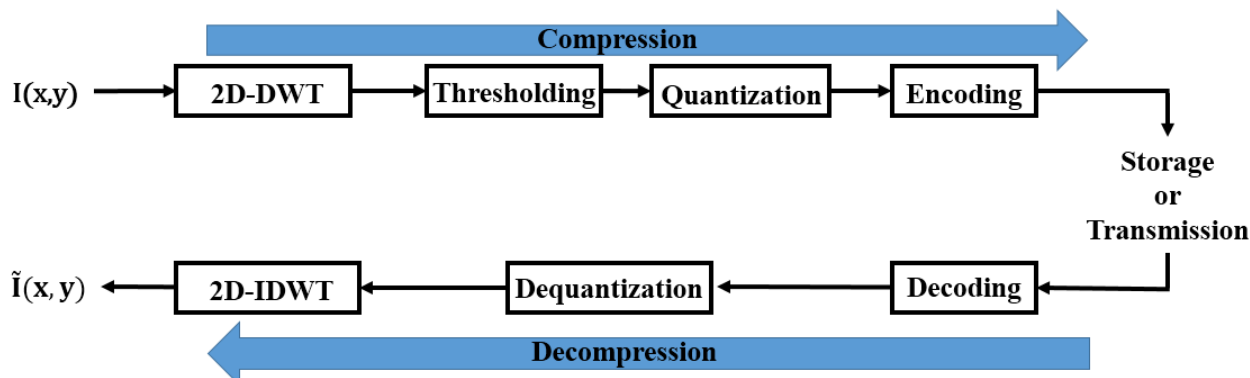 Compression
I(x,y)
2D-DWT
Thresholding
Quantization
Encoding
Storage
or
Transmission
Ĩ(x, y)
2D-IDWT
Dequantization
Decoding
Decompression